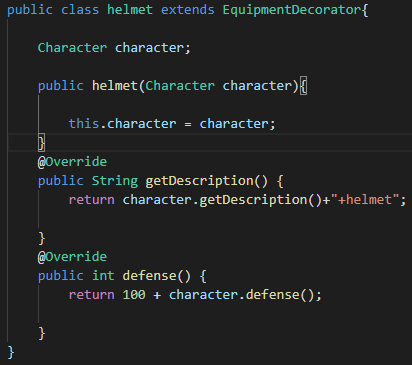 public class helmet extends EquipmentDecorator{
Character character;
public helmet(Character character){
this.character = character;
}
@Override
public String getDescription() {
return character.getDescription()+"+helmet";
}
@Override
public int defense() {
return 100 + character.defense();
}
}